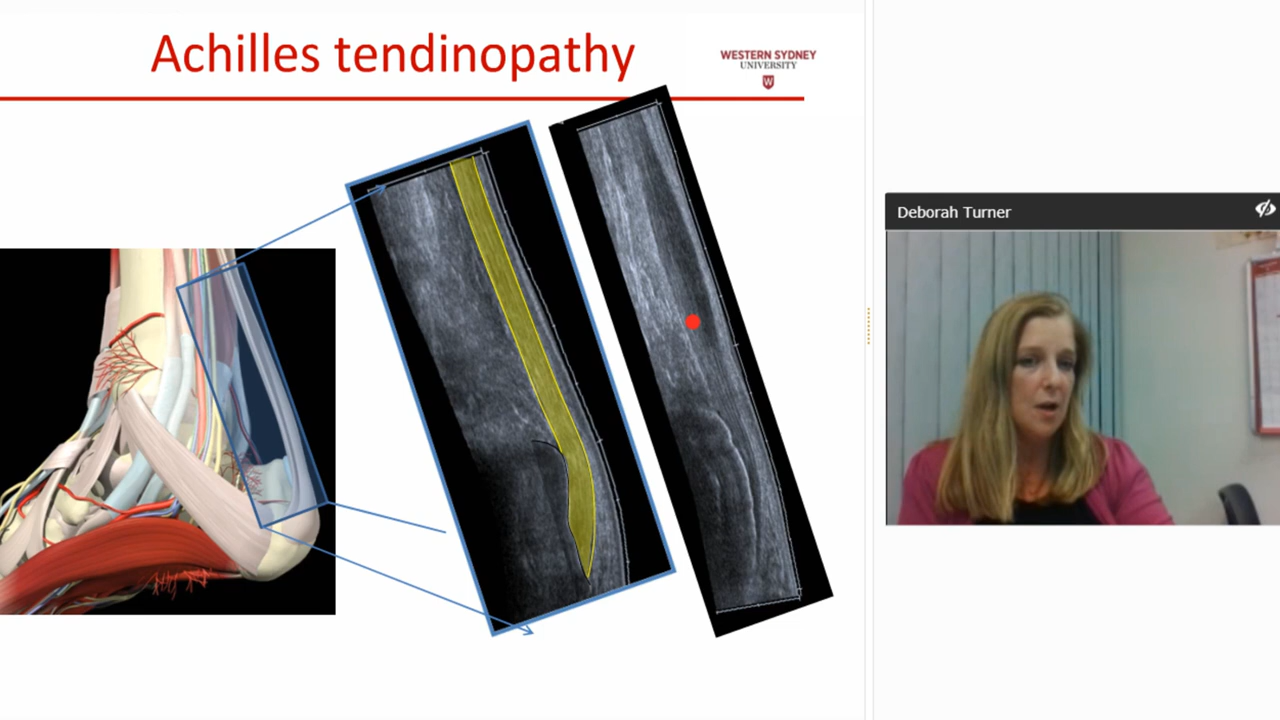 Achilles tendinopathy
WESTERN SYDNEY
UNIVERSITY
W
Deborah Turner